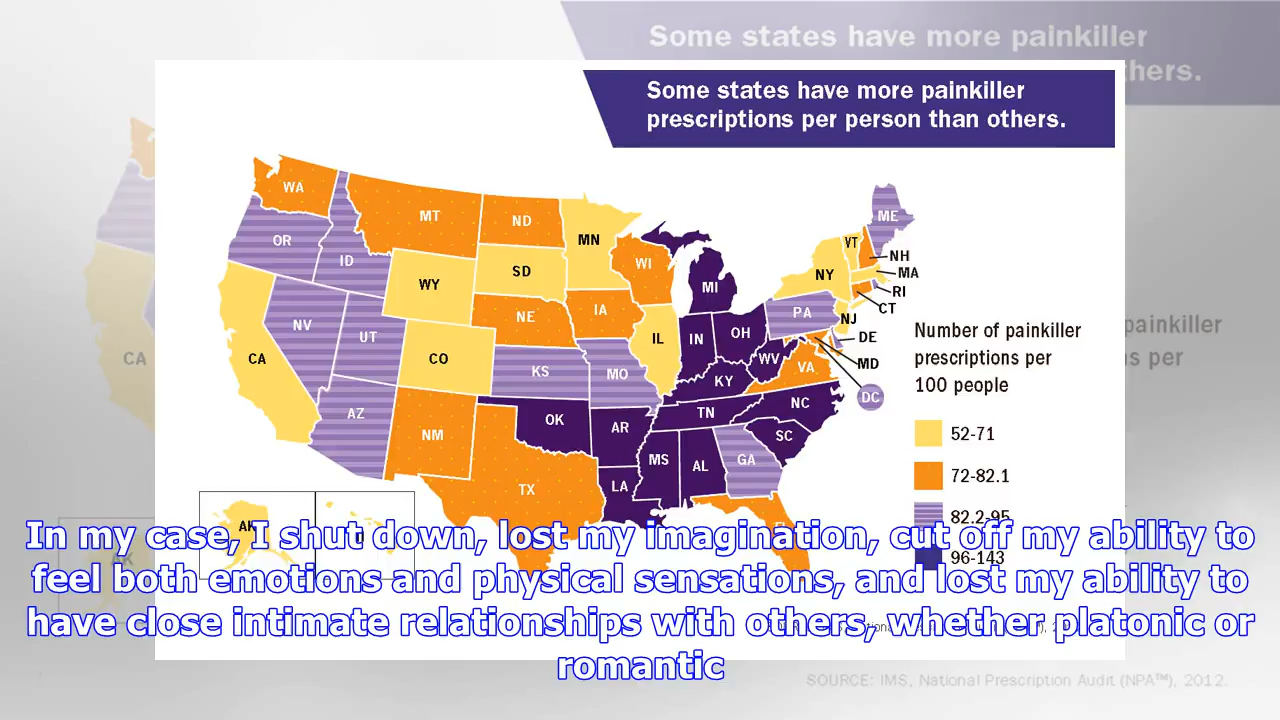 Some states have more painkiller
hers.
Some states have more painkiller
prescriptions per person than others.
WA
MT
ND
MN
ME
OR
ID
WY
SD
WI
MI
NY
VT
NH
MA
RI
CT
NJ
NV
UT
CO
NE
IA
IL
IN
OH
PA
DE
MD
DC
CA
CA
AZ
NM
KS
MO
KY
WV
VA
OK
AR
TN
NC
SC
TX
LA
MS
AL
GA
AK
Number of painkiller
prescriptions per
100 people
painkiller
s per
52-71
72-82.1
82.2-95
96-143
In my case, I shut down, lost my imagination, cut off my ability to
feel both emotions and physical sensations, and lost my ability to
have close intimate relationships with others, whether platonic or
romantic
SOURCE: IMS, National Prescription Audit (NPA™), 2012.